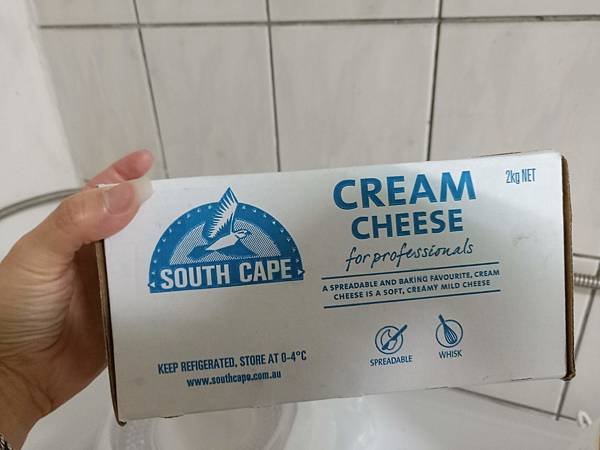 SOUTH CAPE
CREAM
CHEESE
for professionals
2kg NET
A SPREADABLE AND BAKING FAVOURITE, CREAM
CHEESE IS A SOFT, CREAMY MILD CHEESE
SPREADABLE
WHISK
KEEP REFIGERATED, STORE AT 0-4°C
www.southcape.com.au